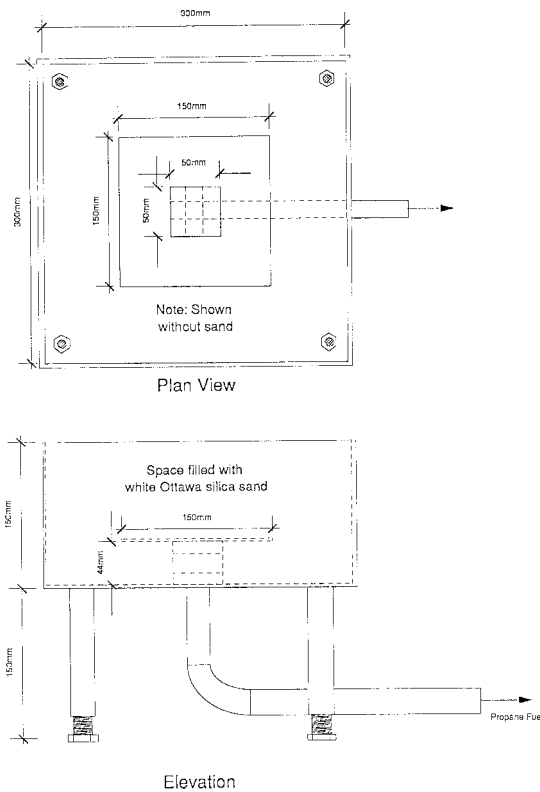 300mm
150mm
50mm
50mm
150mm
300mm
Note: Shown
without sand
Plan View
Space filled with
white Ottawa silica sand
150mm
150mm
44mm
150mm
Propane Fue
Elevation